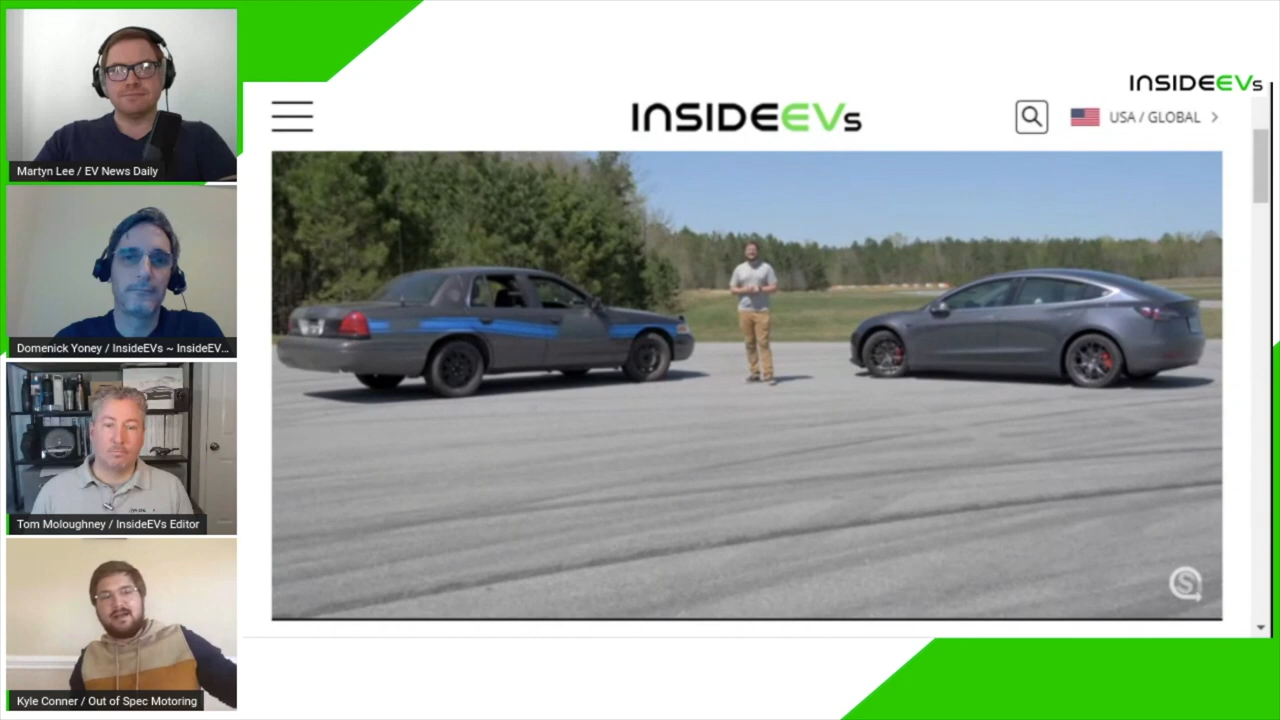 Martyn Lee / EV News Daily
Domenick Yoney / InsideEVs ~ InsideEV...
Tom Moloughney / InsideEVs Editor
Kyle Conner / Out of Spec Motoring
INSIDEEVs
INSIDEEVs
USA / GLOBAL